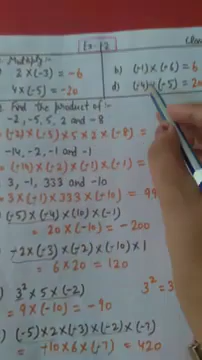 Ex - 1.2 Clas
Multiply :-
2 × (-3) = -6 b) (-1) × (-6) = 6
4 × (-5) = -20 d) (-4) × (-5) = 20
Find the product of :-
-2, -5, 5, 2 and -8
(-2) × (-5) × 5 × 2 × (-8) =
-14, -2, -1 and -1
(-14) × (-2) × (-1) × (-1) =
3, -1, 333 and -10
3 × (-1) × 333 × (-10) = 99
(-5) × (-4) × (10) × (-1)
= 20 × (-10) = -200
-2 × (-3) × (-2) × (-10) × 1
= 6 × 20 = 120
3² × 5 × (-2) 3² = 3
= 9 × (-10) = -90
(-5) × 2 × (-3) × (-2) × (-7)
= -10 × 6 × (-7) = 420